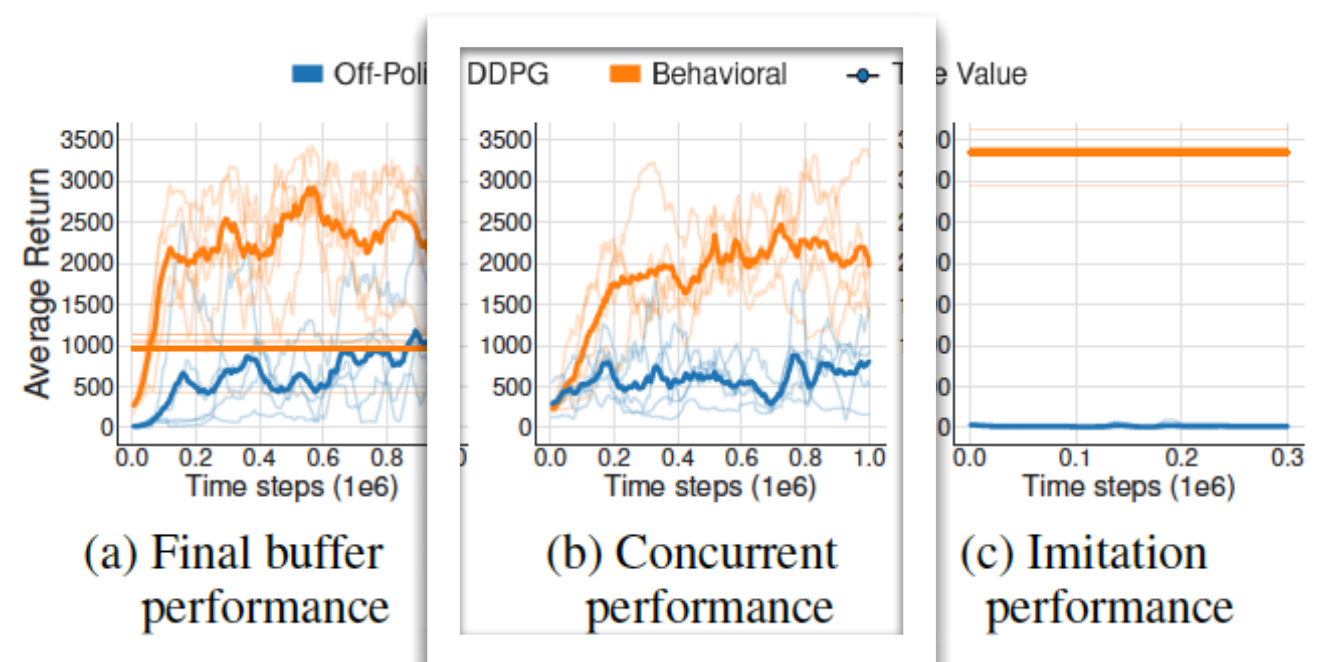 Off-Poli DDPG Behavioral T e Value
Average Return
3500
3000
2500
2000
1500
1000
500
0
0.0 0.2 0.4 0.6 0.8
Time steps (1e6)
(a) Final buffer
performance
3500
3000
2500
2000
1500
1000
500
0
0.0 0.2 0.4 0.6 0.8 1.0
Time steps (1e6)
(b) Concurrent
performance
0.0 0.1 0.2 0.3
Time steps (1e6)
(c) Imitation
performance